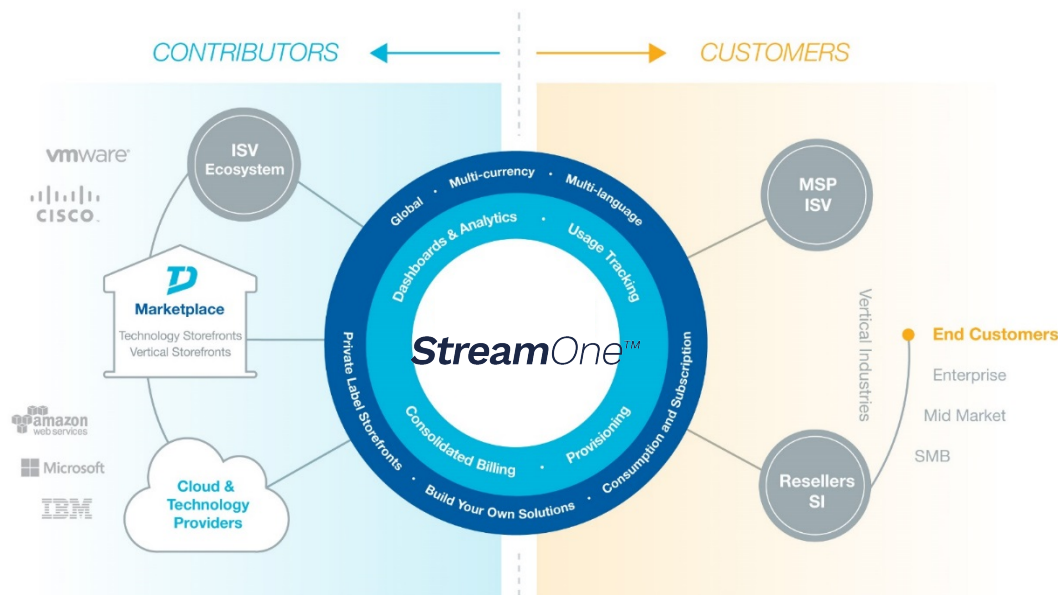 CONTRIBUTORS
CUSTOMERS
vmware®
CISCO™
ISV
Ecosystem
TD
Marketplace
Technology Storefronts
Vertical Storefronts
amazon
web services
Microsoft
IBM
Cloud &
Technology
Providers
Global · Multi-currency · Multi-language
Dashboards & Analytics · Usage Tracking
StreamOne™
Consolidated Billing · Provisioning
Private Label Storefronts · Build Your Own Solutions · Consumption and Subscription
MSP
ISV
Vertical Industries
End Customers
Enterprise
Mid Market
SMB
Resellers
SI